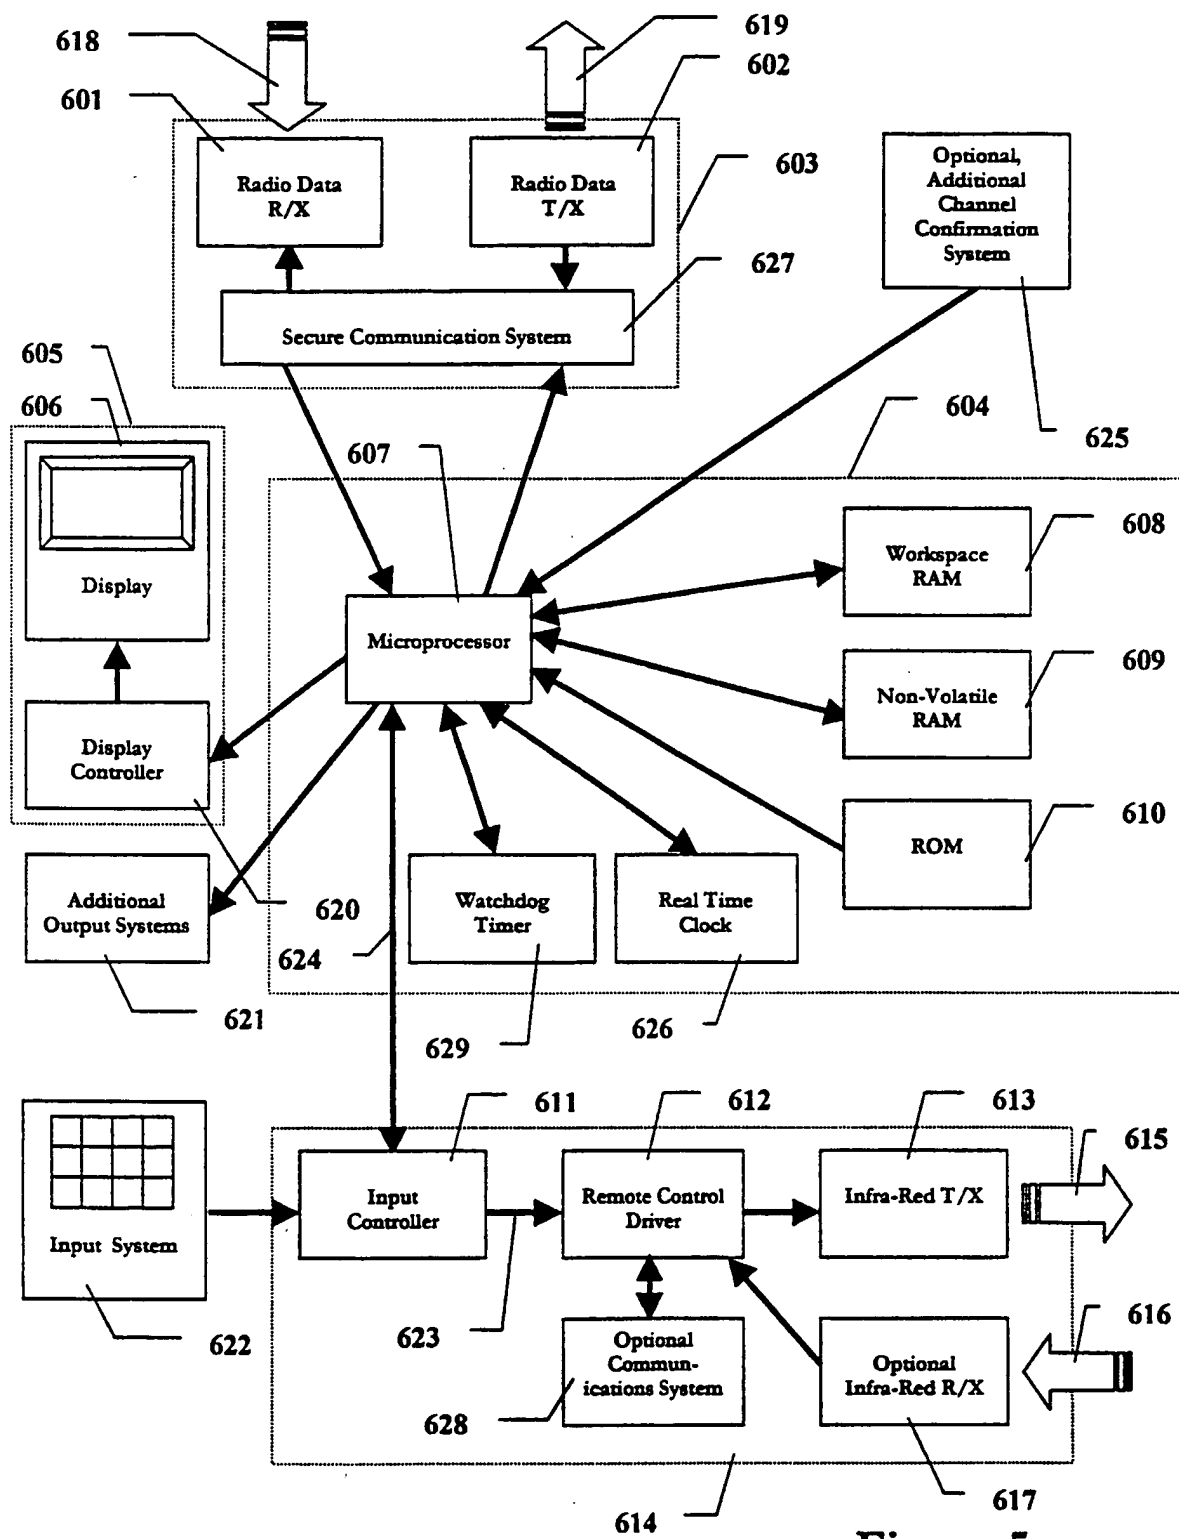 618
619
602
601
Radio Data
R/X
Radio Data
T/X
603
Optional,
Additional
Channel
Confirmation
System
627
Secure Communication System
605
606
604
625
607
608
Workspace
RAM
Display
Microprocessor
609
Non-Volatile
RAM
Display
Controller
610
ROM
Additional
Output Systems
620
624
Watchdog
Timer
Real Time
Clock
621
629
626
611
612
613
615
Input System
Input
Controller
Remote Control
Driver
Infra-Red T/X
622
623
616
Optional
Commun-
ications System
Optional
Infra-Red R/X
628
614
617